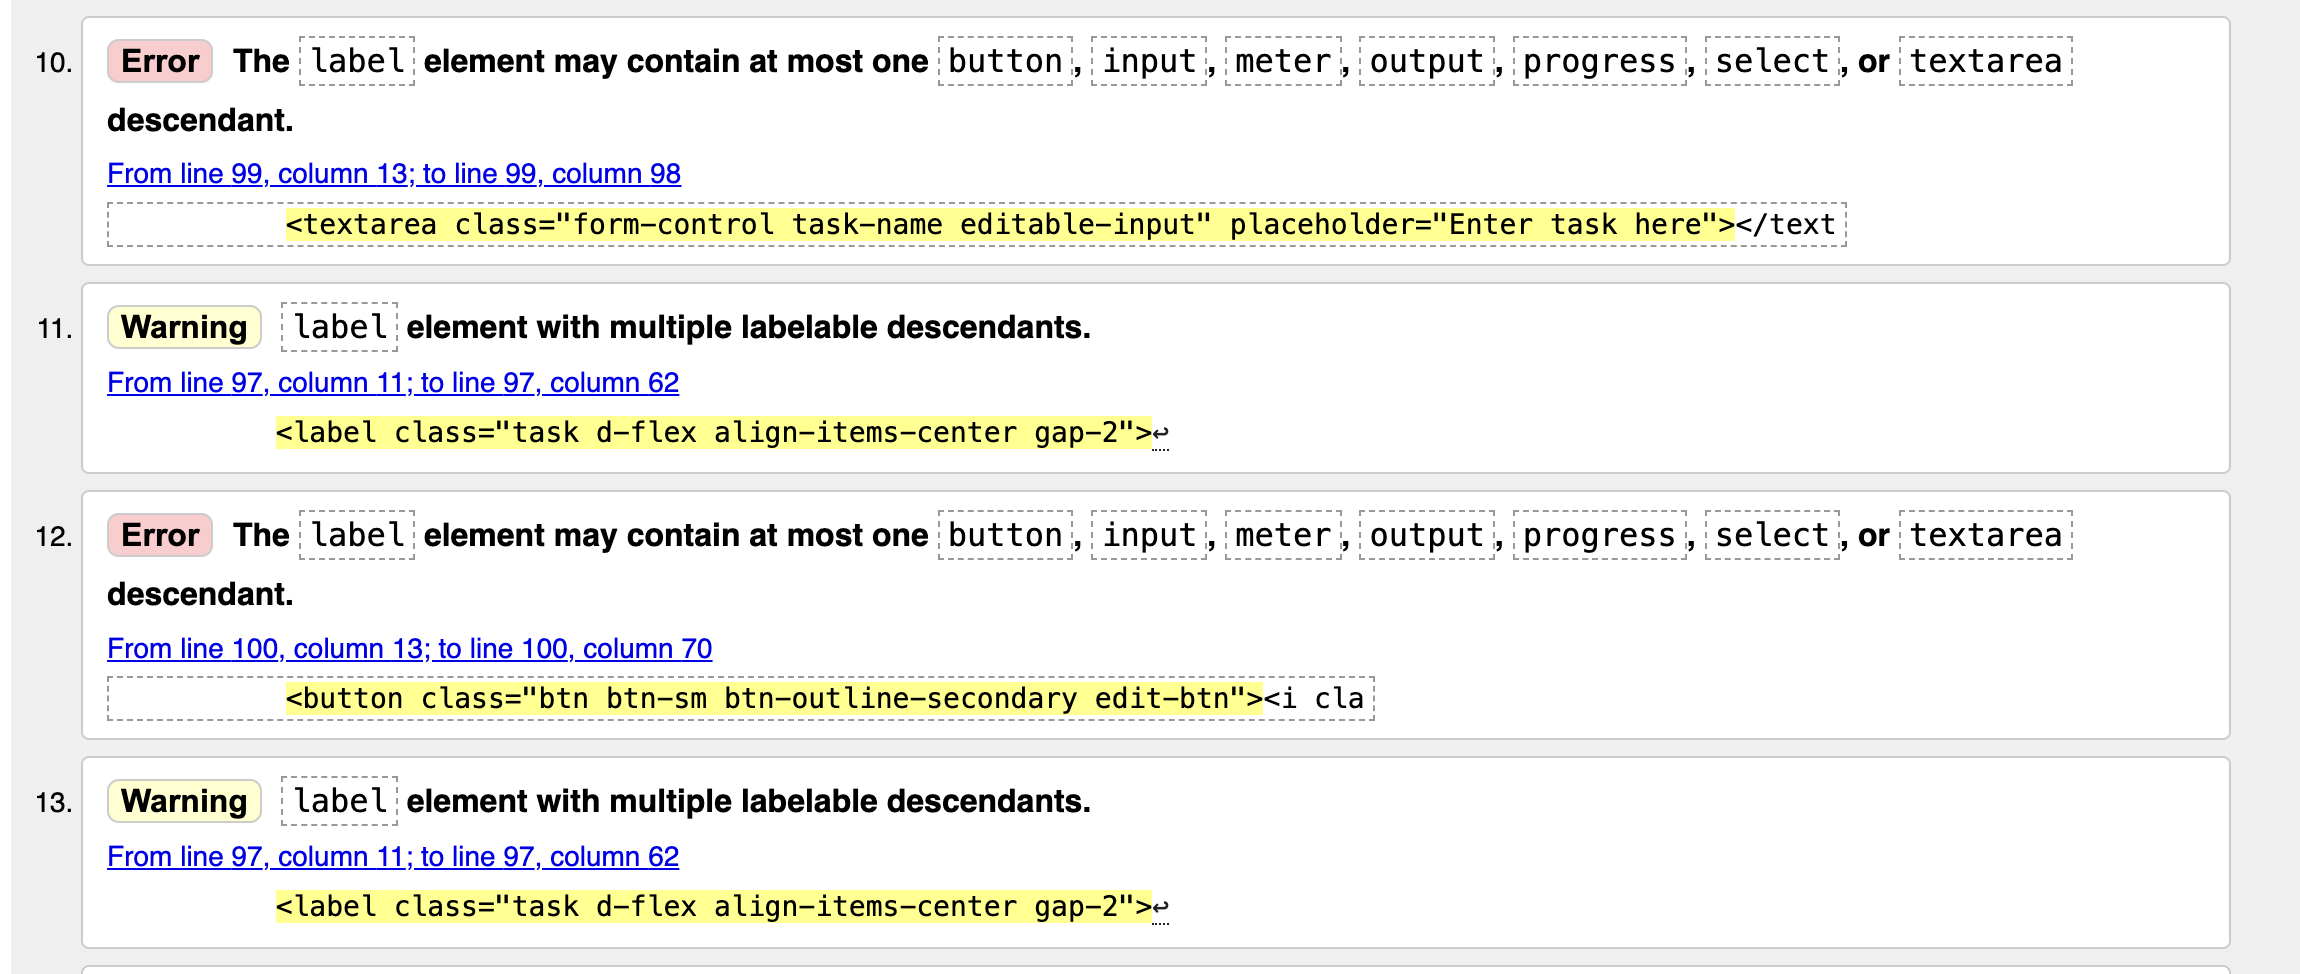 10. Error The label element may contain at most one button, input, meter, output, progress, select, or textarea
descendant.
From line 99, column 13; to line 99, column 98
<textarea class="form-control task-name editable-input" placeholder="Enter task here"></text
11. Warning label element with multiple labelable descendants.
From line 97, column 11; to line 97, column 62
<label class="task d-flex align-items-center gap-2">↩
12. Error The label element may contain at most one button, input, meter, output, progress, select, or textarea
descendant.
From line 100, column 13; to line 100, column 70
<button class="btn btn-sm btn-outline-secondary edit-btn"><i cla
13. Warning label element with multiple labelable descendants.
From line 97, column 11; to line 97, column 62
<label class="task d-flex align-items-center gap-2">↩